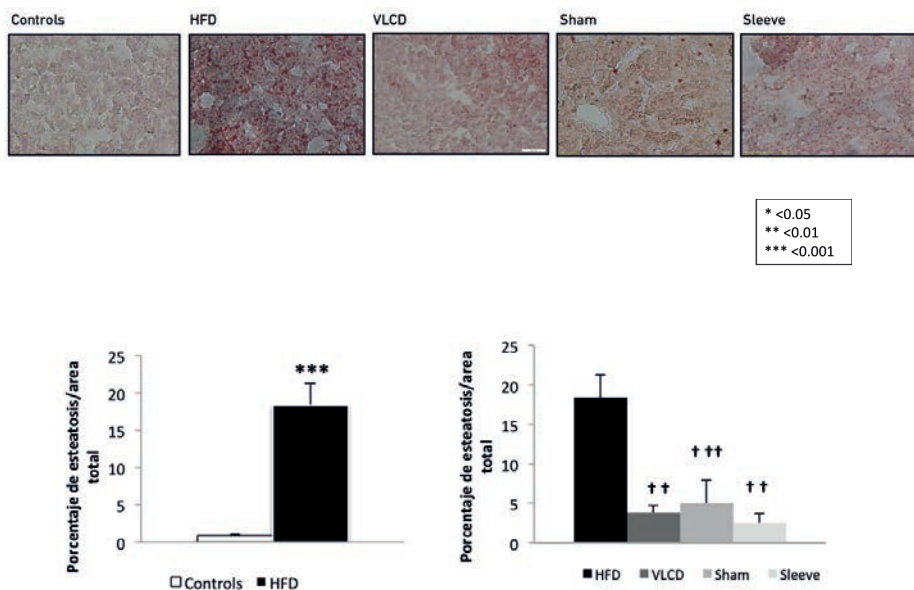 Controls
HFD
VLCD
Sham
Sleeve
* <0.05
** <0.01
*** <0.001
Porcentaje de esteatosis/area
total
25
20
15
10
5
0
***
Controls
HFD
Porcentaje de esteatosis/area
total
25
20
15
10
5
0
††
†††
††
HFD
VLCD
Sham
Sleeve